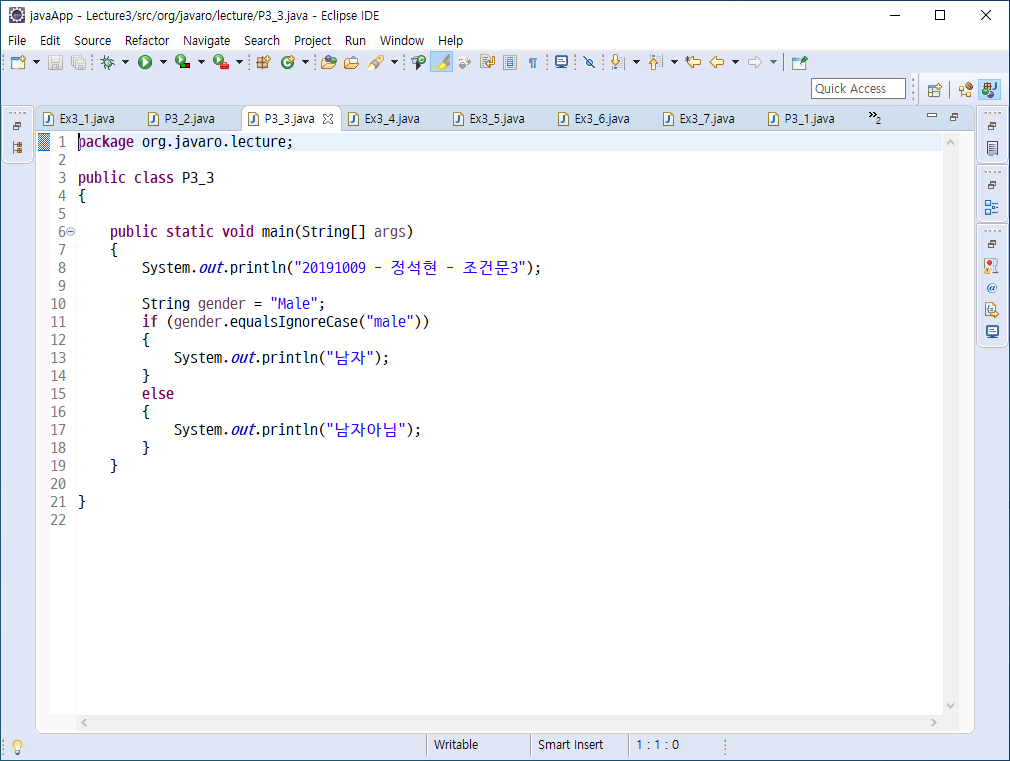 javaApp - Lecture3/src/org/javaro/lecture/P3_3.java - Eclipse IDE
File Edit Source Refactor Navigate Search Project Run Window Help
Quick Access
Ex3_1.java P3_2.java P3_3.java Ex3_4.java Ex3_5.java Ex3_6.java Ex3_7.java P3_1.java »2
1 package org.javaro.lecture;
2
3 public class P3_3
4 {
5
6 public static void main(String[] args)
7 {
8 System.out.println("20191009 - 정석현 - 조건문3");
9
10 String gender = "Male";
11 if (gender.equalsIgnoreCase("male"))
12 {
13 System.out.println("남자");
14 }
15 else
16 {
17 System.out.println("남자아님");
18 }
19 }
20
21 }
22
Writable Smart Insert 1 : 1 : 0